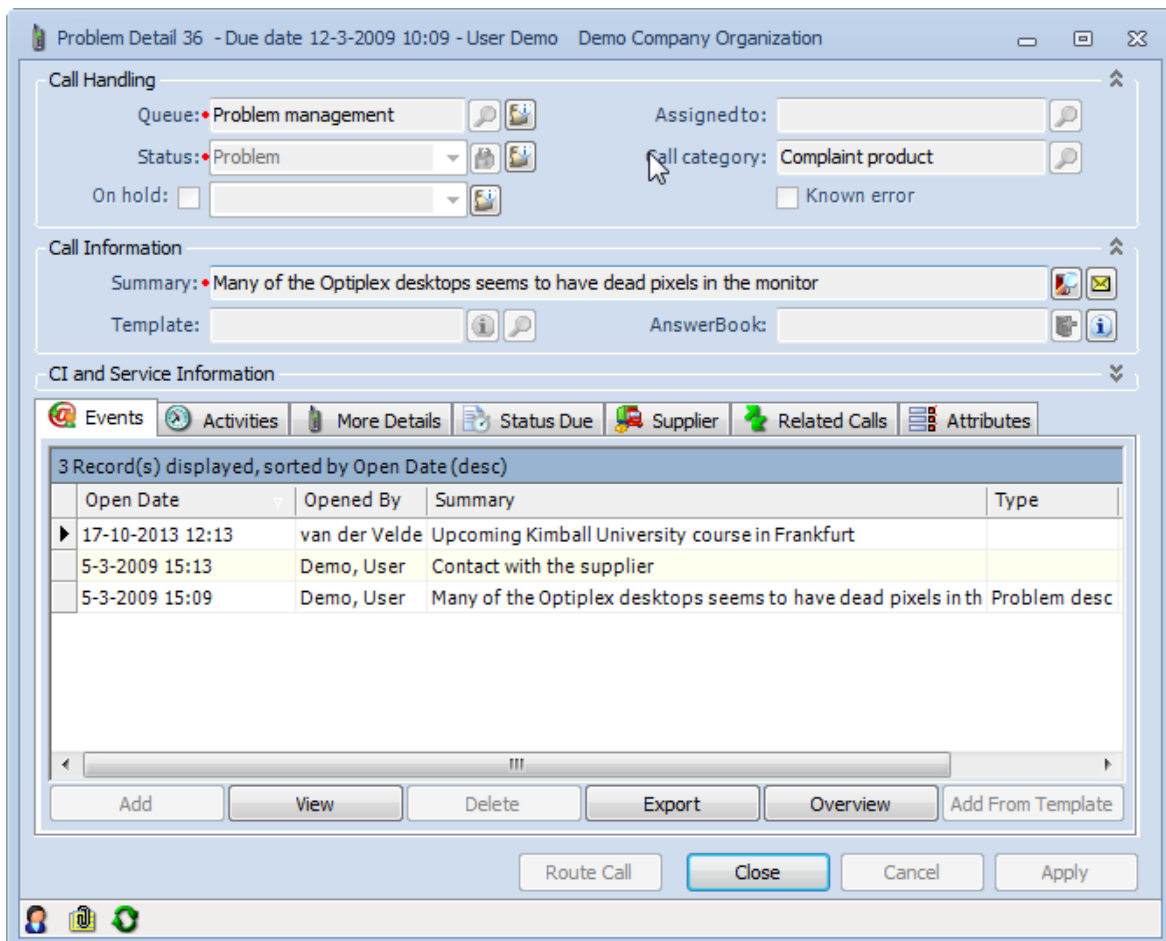 Problem Detail 36 - Due date 12-3-2009 10:09 - User Demo Demo Company Organization
Call Handling
Queue: Problem management Assigned to:
Status: Problem Call category: Complaint product
On hold: Known error
Call Information
Summary: Many of the Optiplex desktops seems to have dead pixels in the monitor
Template: AnswerBook:
CI and Service Information
Events Activities More Details Status Due Supplier Related Calls Attributes
3 Record(s) displayed, sorted by Open Date (desc)
Open Date Opened By Summary Type
17-10-2013 12:13 van der Velde Upcoming Kimball University course in Frankfurt
5-3-2009 15:13 Demo, User Contact with the supplier
5-3-2009 15:09 Demo, User Many of the Optiplex desktops seems to have dead pixels in th Problem desc
Add View Delete Export Overview Add From Template
Route Call Close Cancel Apply